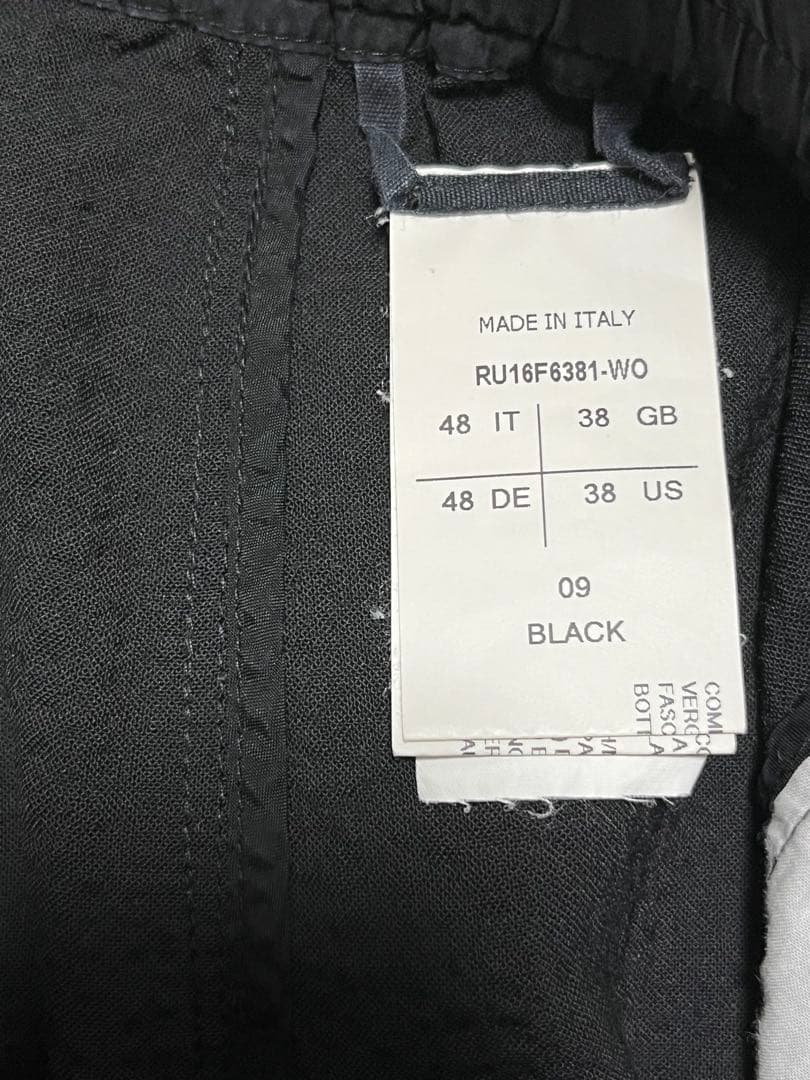 MADE IN ITALY
RU16F6381-WO
48 IT 38 GB
48 DE 38 US
09
BLACK